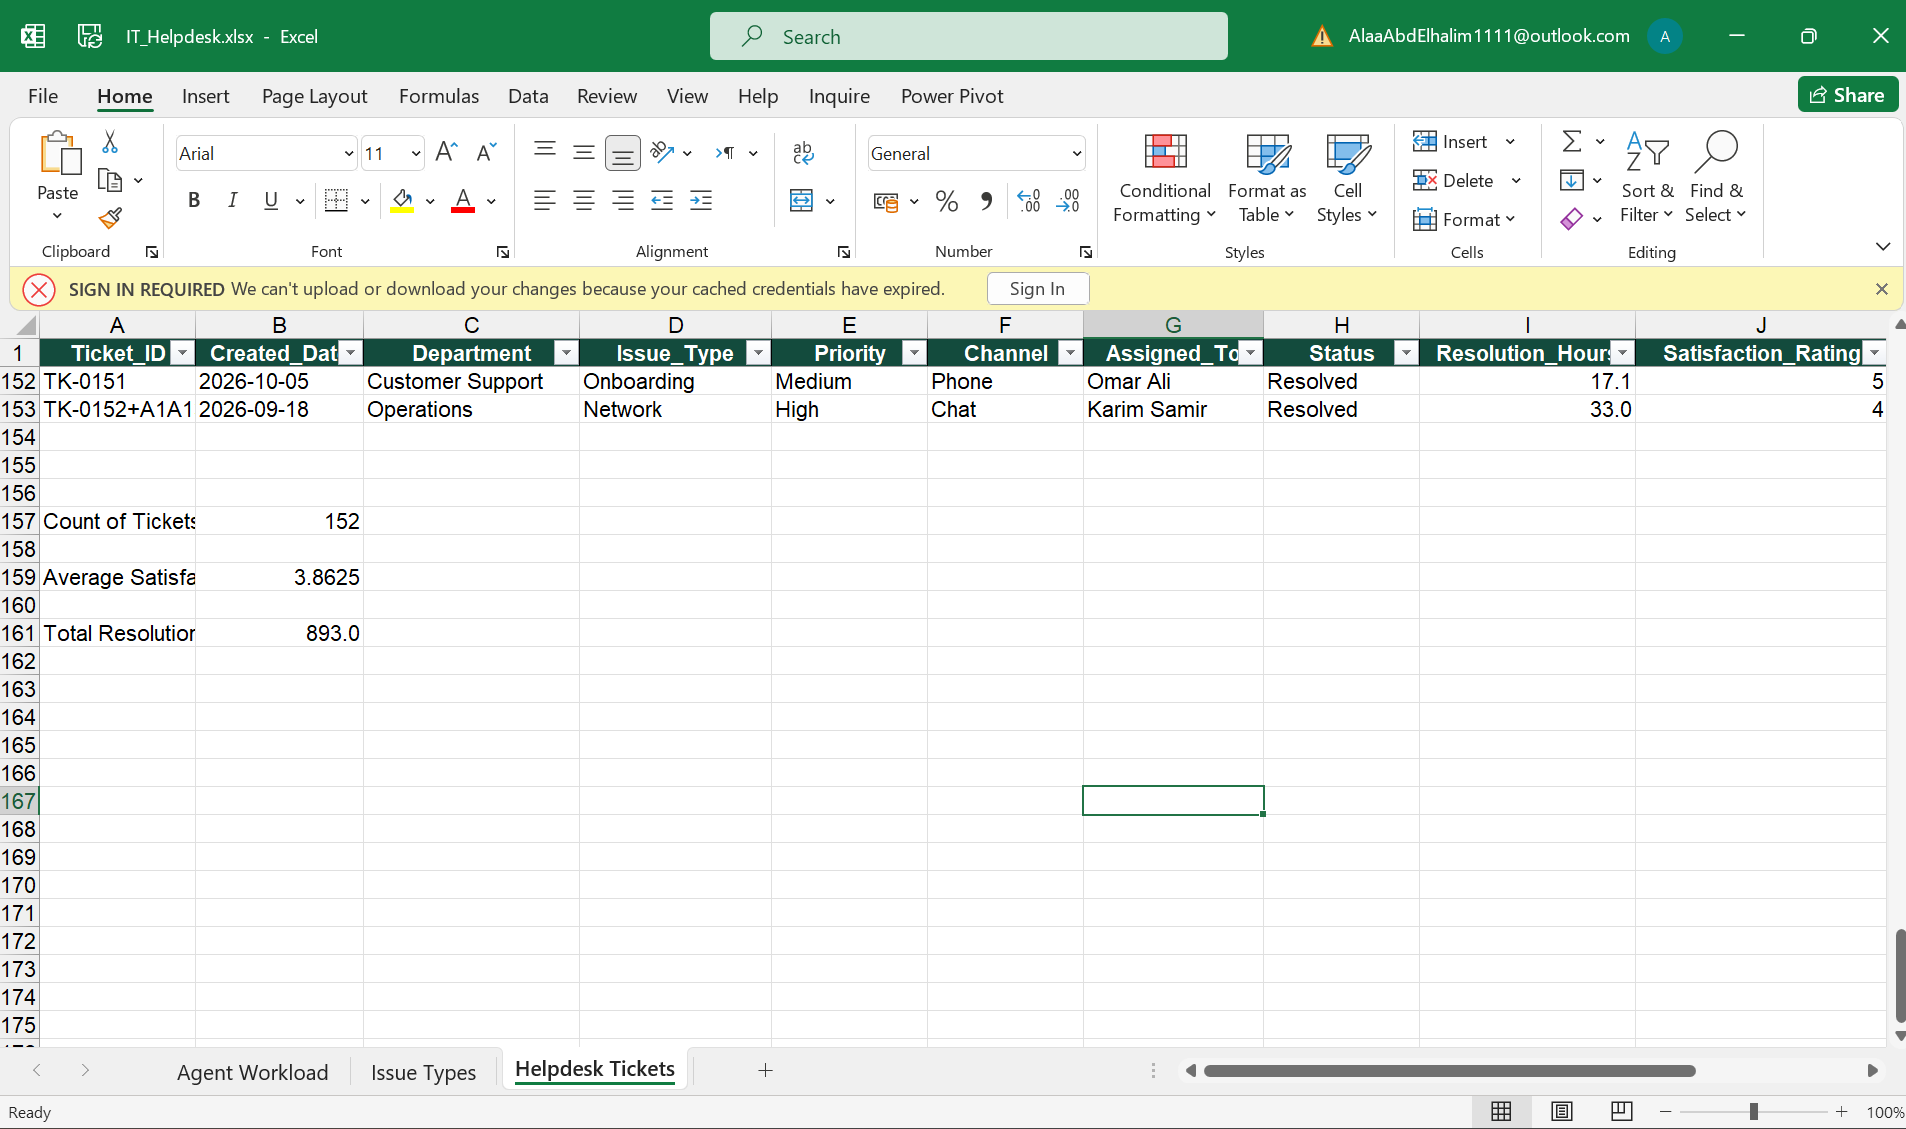 IT_Helpdesk.xlsx - Excel
Search
AlaaAbdElhalim1111@outlook.com
A
File Home Insert Page Layout Formulas Data Review View Help Inquire Power Pivot
Share
Paste
Clipboard
Arial 11
B I U
Font
Alignment
General
Number
Conditional Formatting
Format as Table
Cell Styles
Styles
Insert
Delete
Format
Cells
Sort & Filter
Find & Select
Editing
SIGN IN REQUIRED We can't upload or download your changes because your cached credentials have expired. Sign In
A B C D E F G H I J
1 Ticket_ID Created_Dat Department Issue_Type Priority Channel Assigned_To Status Resolution_Hours Satisfaction_Rating
152 TK-0151 2026-10-05 Customer Support Onboarding Medium Phone Omar Ali Resolved 17.1 5
153 TK-0152+A1A1 2026-09-18 Operations Network High Chat Karim Samir Resolved 33.0 4
154
155
156
157 Count of Tickets 152
158
159 Average Satisfa 3.8625
160
161 Total Resolution 893.0
162
163
164
165
166
167
168
169
170
171
172
173
174
175
Agent Workload Issue Types Helpdesk Tickets
Ready
100%